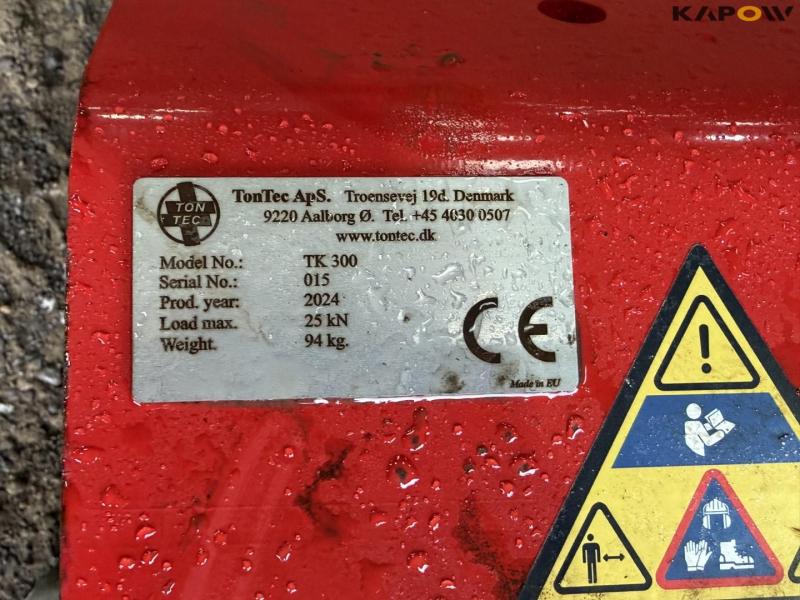 KAPOW
TON
TEC
TonTec ApS. Troensevej 19d. Denmark
9220 Aalborg Ø. Tel. +45 4030 0507
www.tontec.dk
Model No.: TK 300
Serial No.: 015
Prod. year: 2024
Load max. 25 kN
Weight. 94 kg.
CE
Made in EU